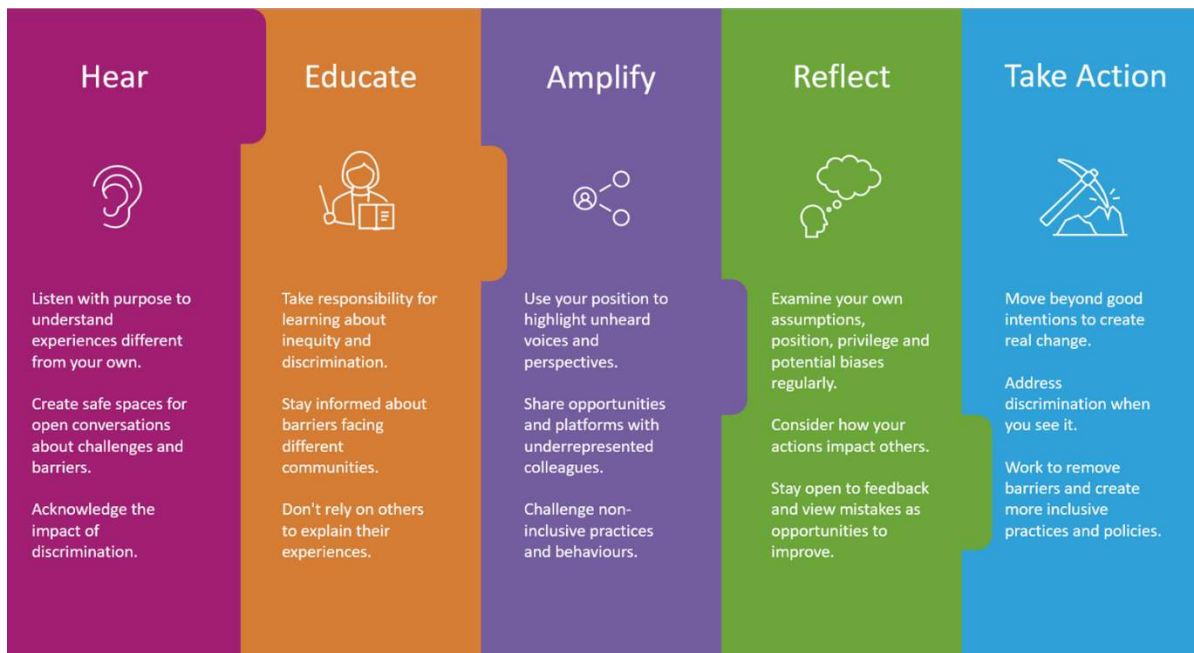 Hear
Listen with purpose to
understand
experiences different
from your own.
Create safe spaces for
open conversations
about challenges and
barriers.
Acknowledge the
impact of
discrimination.
Educate
Take responsibility for
learning about
inequity and
discrimination.
Stay informed about
barriers facing
different
communities.
Don't rely on others
to explain their
experiences.
Amplify
Use your position to
highlight unheard
voices and
perspectives.
Share opportunities
and platforms with
underrepresented
colleagues.
Challenge non-
inclusive practices
and behaviours.
Reflect
Examine your own
assumptions,
position, privilege and
potential biases
regularly.
Consider how your
actions impact others.
Stay open to feedback
and view mistakes as
opportunities to
improve.
Take Action
Move beyond good
intentions to create
real change.
Address
discrimination when
you see it.
Work to remove
barriers and create
more inclusive
practices and policies.